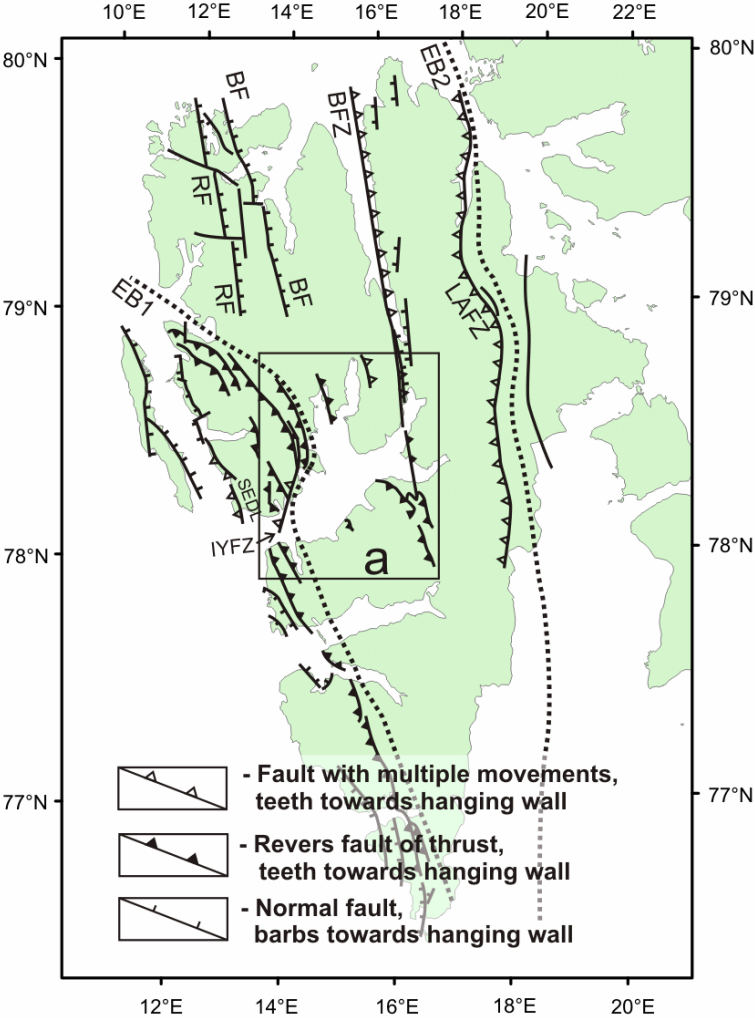 10°E 12°E 14°E 16°E 18°E 20°E 22°E
80°N 80°N
EB2
BF
BFZ
RF
79°N 79°N
EB1
RF
BF
LAFZ
SEDL
IYFZ
78°N 78°N
a
- Fault with multiple movements,
teeth towards hanging wall
77°N 77°N
- Revers fault of thrust,
teeth towards hanging wall
- Normal fault,
barbs towards hanging wall
12°E 14°E 16°E 18°E 20°E